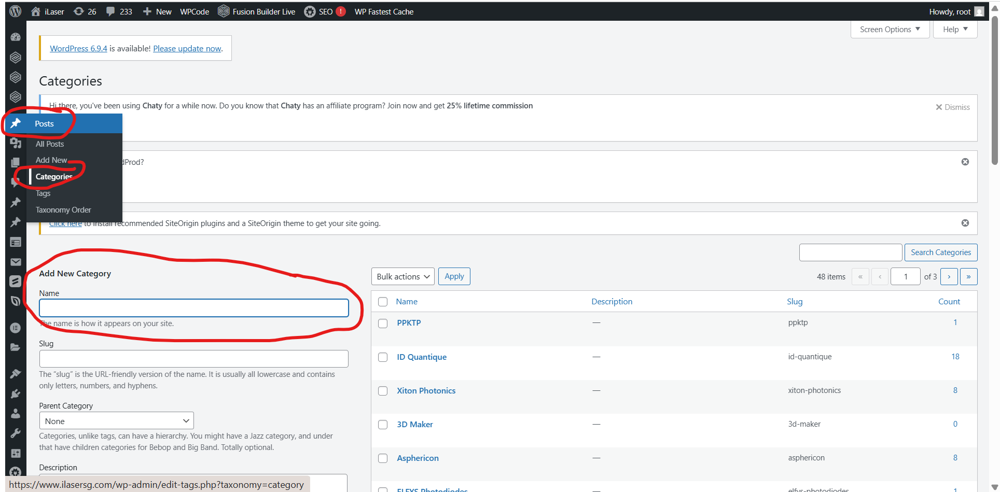 iLaser 26 233 New WPCode Fusion Builder Live SEO ! WP Fastest Cache Howdy, root
Screen Options Help
WordPress 6.9.4 is available! Please update now.
Categories
Hi there, you've been using Chaty for a while now. Do you know that Chaty has an affiliate program? Join now and get 25% lifetime commission
Dismiss
Posts
All Posts
Add New
dProd?
Categories
Tags
Taxonomy Order
Click here to install recommended SiteOrigin plugins and a SiteOrigin theme to get your site going.
Search Categories
Add New Category
Name
The name is how it appears on your site.
Slug
The “slug” is the URL-friendly version of the name. It is usually all lowercase and contains
only letters, numbers, and hyphens.
Parent Category
None
Categories, unlike tags, can have a hierarchy. You might have a Jazz category, and under
that have children categories for Bebop and Big Band. Totally optional.
Description
Bulk actions Apply 48 items « ‹ 1 of 3 › »
Name Description Slug Count
PPKTP — ppktp 1
ID Quantique — id-quantique 18
Xiton Photonics — xiton-photonics 8
3D Maker — 3d-maker 0
Asphericon — asphericon 8
ELFYS Photodiodes — elfys-photodiodes 1
https://www.ilasersg.com/wp-admin/edit-tags.php?taxonomy=category